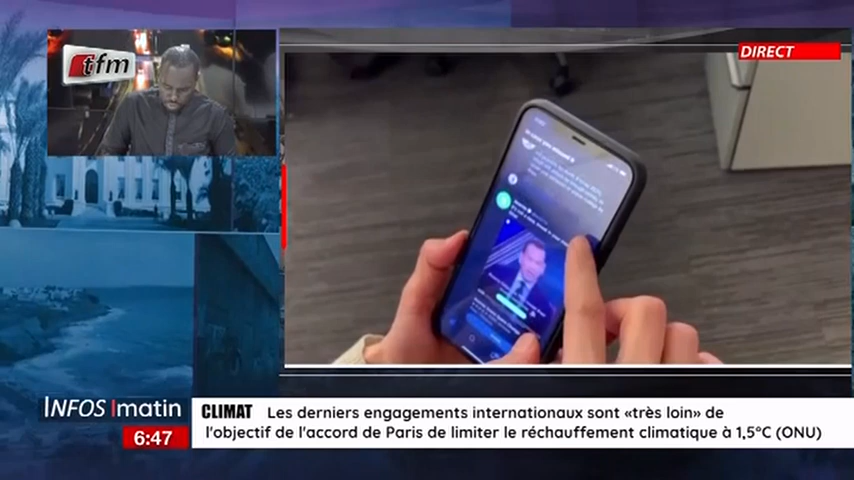 tfm
DIRECT
INFOS matin
6:47
CLIMAT Les derniers engagements internationaux sont «très loin» de
l'objectif de l'accord de Paris de limiter le réchauffement climatique à 1,5°C (ONU)